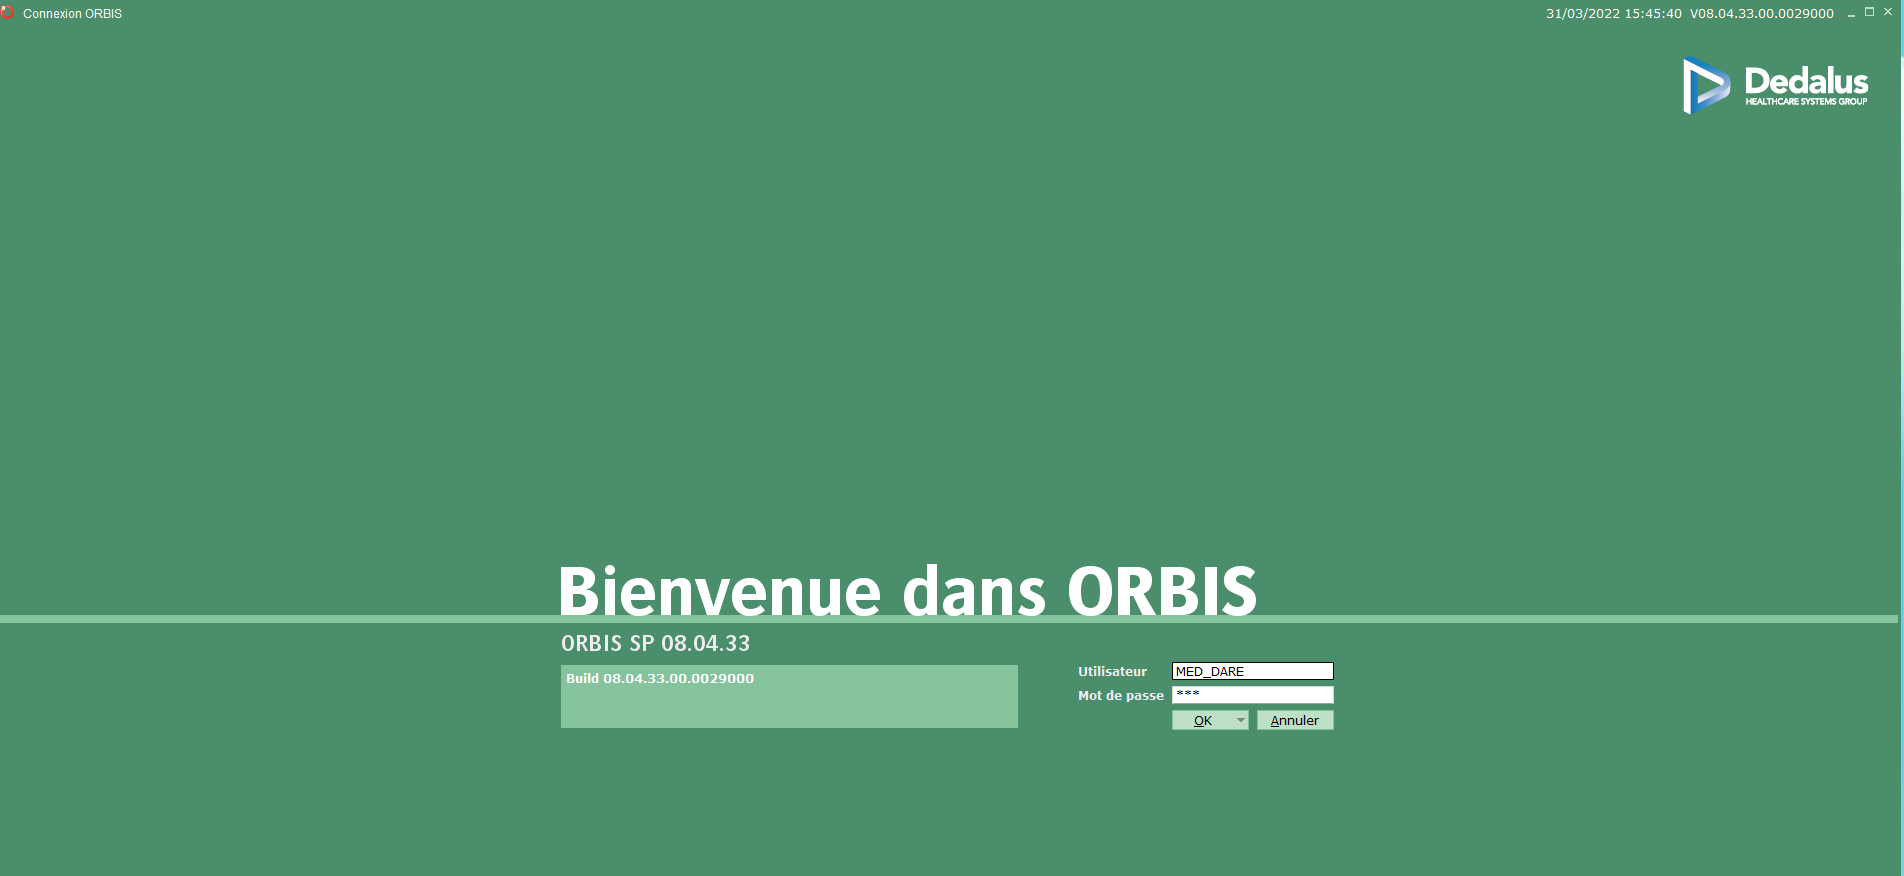 Connexion ORBIS
31/03/2022 15:45:40 V08.04.33.00.0029000
Dedalus
HEALTHCARE SYSTEMS GROUP
Bienvenue dans ORBIS
ORBIS SP 08.04.33
Build 08.04.33.00.0029000
Utilisateur MED_DARE
Mot de passe ***
OK Annuler